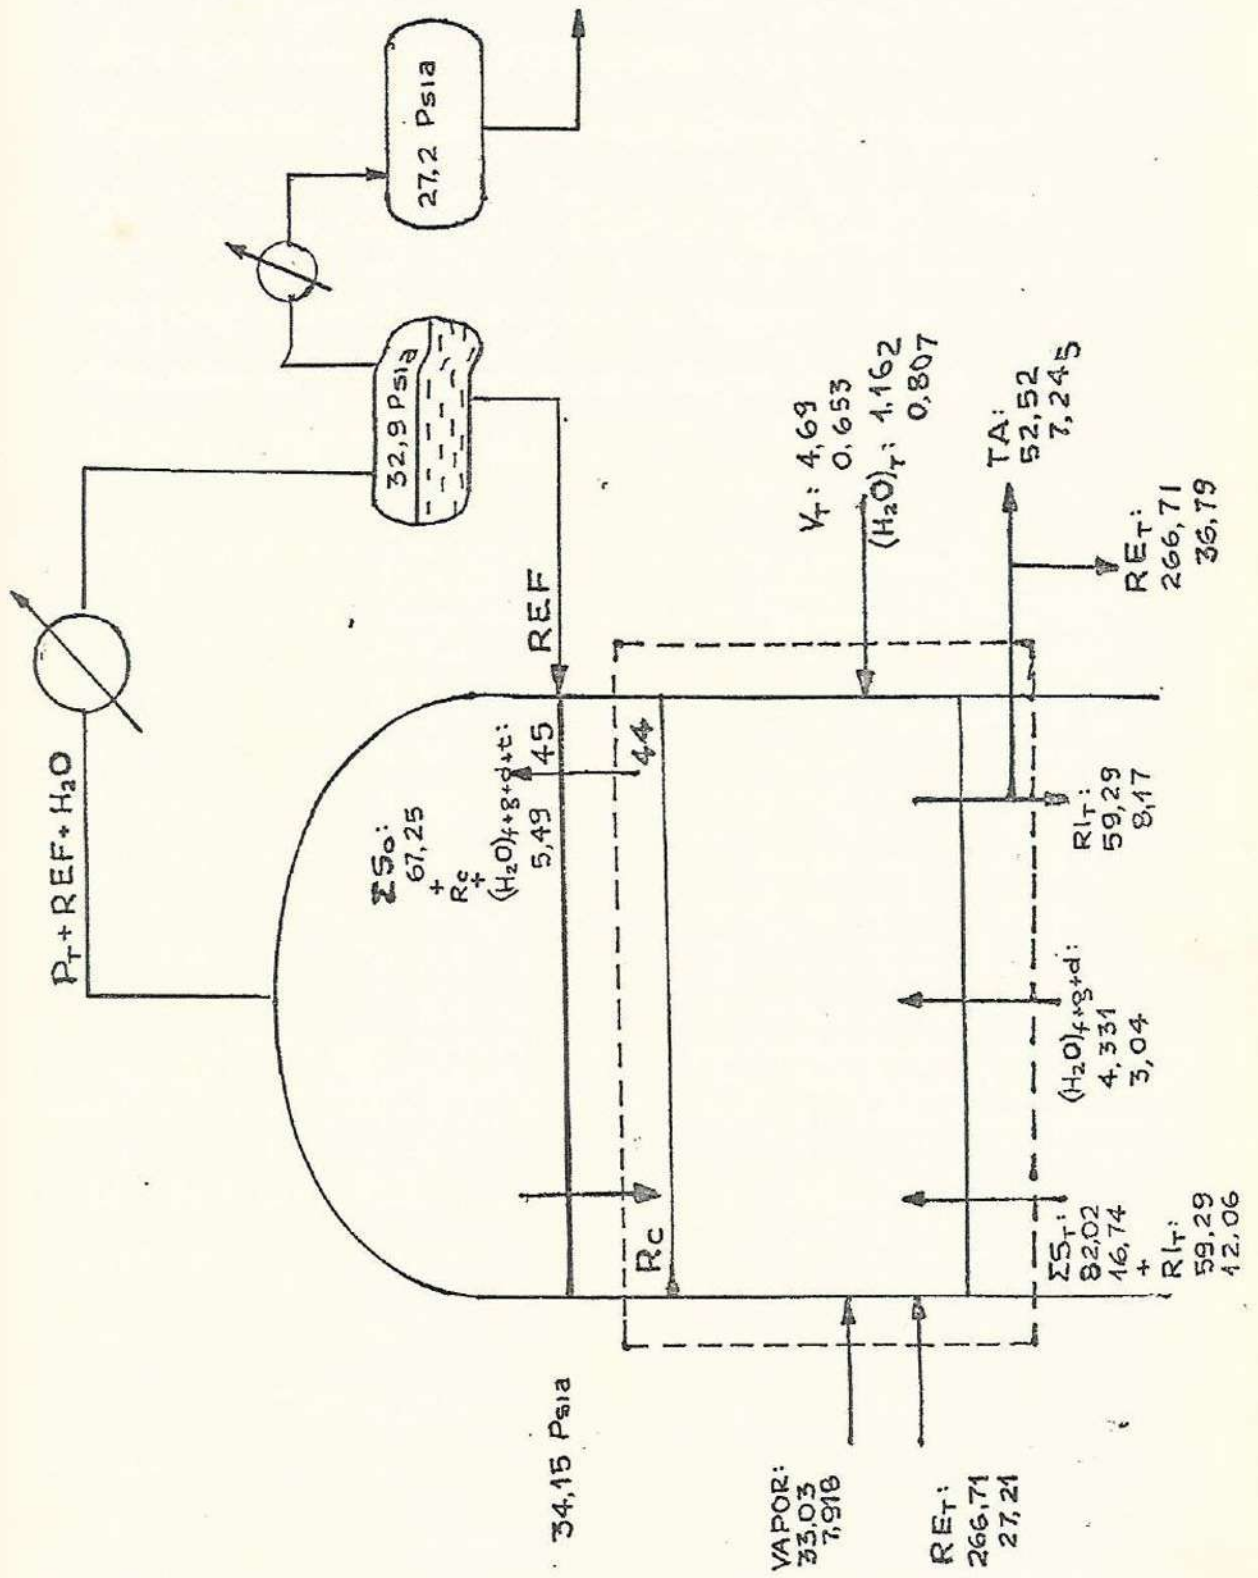 27,2 Psia
32,9 Psia
P_T + REF + H₂O
REF
ΣS₀:
67,25
+
Rc
+
(H₂O)f+g+d+t:
5,49
45
44
Rc
34,15 Psia
V_T: 4,69
0,653
(H₂O)_T: 1,162
0,807
TA:
52,52
7,245
RE_T:
266,71
36,79
RI_T:
59,29
8,17
(H₂O)f+g+d:
4,331
3,04
ΣS_T:
82,02
16,74
+
RI_T:
59,29
12,06
VAPOR:
33,03
7,918
RE_T:
266,71
27,21